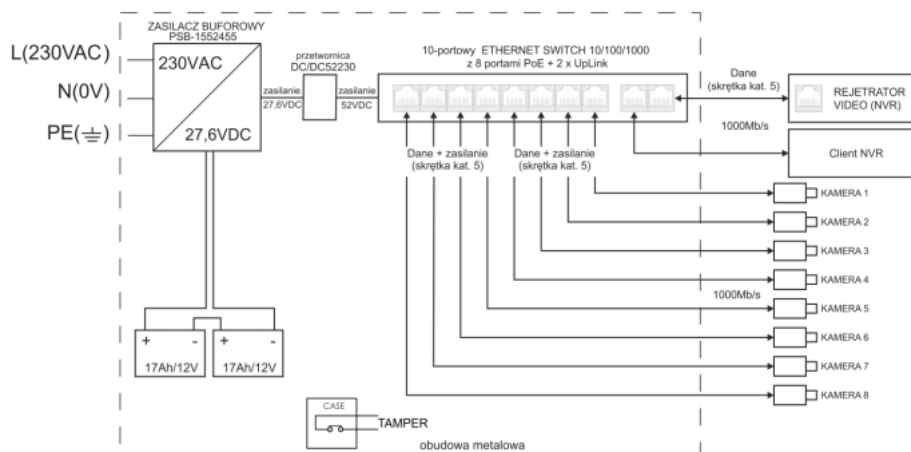 ZASILACZ BUFOROWY
PSB-1552455
L(230VAC)
N(0V)
PE(⏚)
230VAC
27,6VDC
zasilanie
27,6VDC
przetwornica
DC/DC52230
zasilanie
52VDC
10-portowy ETHERNET SWITCH 10/100/1000
z 8 portami PoE + 2 x UpLink
Dane
(skrętka kat. 5)
REJETRATOR
VIDEO (NVR)
1000Mb/s
Client NVR
Dane + zasilanie
(skrętka kat. 5)
Dane + zasilanie
(skrętka kat. 5)
KAMERA 1
KAMERA 2
KAMERA 3
KAMERA 4
1000Mb/s
KAMERA 5
KAMERA 6
KAMERA 7
KAMERA 8
+ -
17Ah/12V
+ -
17Ah/12V
CASE
TAMPER
obudowa metalowa